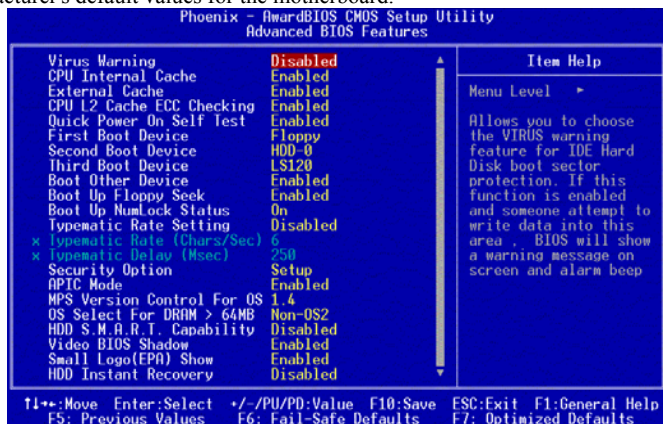 acturer's default values for the motherboard.
Phoenix - AwardBIOS CMOS Setup Utility
Advanced BIOS Features
Virus Warning Disabled
CPU Internal Cache Enabled
External Cache Enabled
CPU L2 Cache ECC Checking Enabled
Quick Power On Self Test Enabled
First Boot Device Floppy
Second Boot Device HDD-0
Third Boot Device LS120
Boot Other Device Enabled
Boot Up Floppy Seek Enabled
Boot Up NumLock Status On
Typematic Rate Setting Disabled
x Typematic Rate (Chars/Sec) 6
x Typematic Delay (Msec) 250
Security Option Setup
APIC Mode Enabled
MPS Version Control For OS 1.4
OS Select For DRAM > 64MB Non-OS2
HDD S.M.A.R.T. Capability Disabled
Video BIOS Shadow Enabled
Small Logo(EPA) Show Enabled
HDD Instant Recovery Disabled
Item Help
Menu Level ►
Allows you to choose
the VIRUS warning
feature for IDE Hard
Disk boot sector
protection. If this
function is enabled
and someone attempt to
write data into this
area , BIOS will show
a warning message on
screen and alarm beep
↑↓→←:Move Enter:Select +/-/PU/PD:Value F10:Save ESC:Exit F1:General Help
F5: Previous Values F6: Fail-Safe Defaults F7: Optimized Defaults